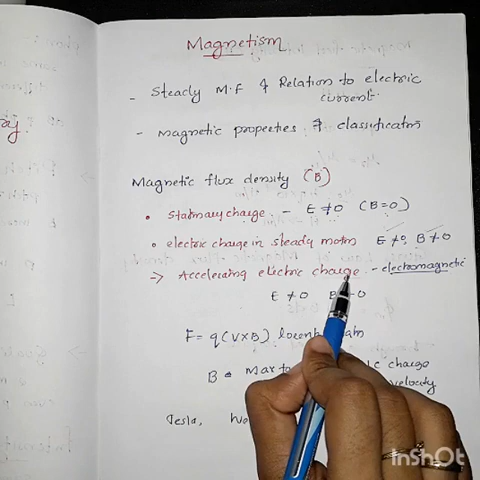 Magnetism
- Steady M.F & Relation to electric
current.
- magnetic properties & classification
Magnetic flux density (B)
• Stationary charge - E ≠ 0 (B=0)
• electric charge in steady motion E ≠ 0, B ≠ 0
→ Accelerating electric charge - electromagnetic
E ≠ 0 B 0
F = q(V×B)
B charge
velocity
Tesla,
inShOt